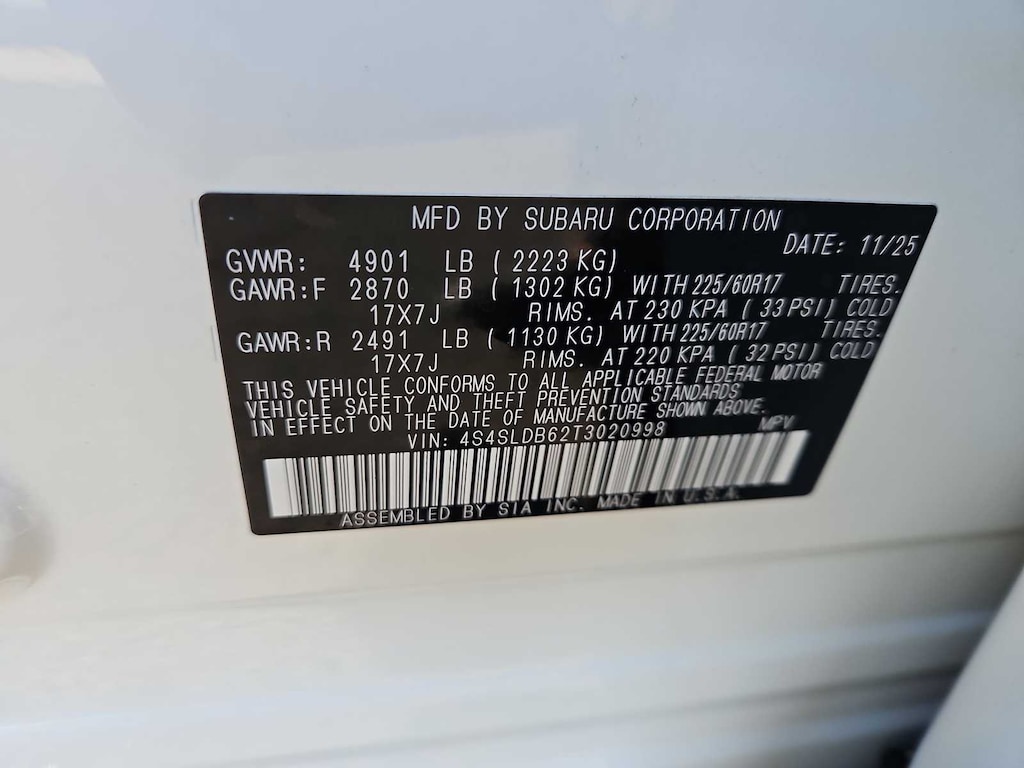 MFD BY SUBARU CORPORATION
DATE: 11/25
GVWR: 4901 LB ( 2223 KG)
GAWR:F 2870 LB ( 1302 KG) WITH 225/60R17 TIRES.
17X7J RIMS. AT 230 KPA ( 33 PSI) COLD
GAWR:R 2491 LB ( 1130 KG) WITH 225/60R17 TIRES.
17X7J RIMS. AT 220 KPA ( 32 PSI) COLD
THIS VEHICLE CONFORMS TO ALL APPLICABLE FEDERAL MOTOR
VEHICLE SAFETY AND THEFT PREVENTION STANDARDS
IN EFFECT ON THE DATE OF MANUFACTURE SHOWN ABOVE.
VIN: 4S4SLDB62T3020998 MPV
ASSEMBLED BY SIA INC. MADE IN U.S.A.